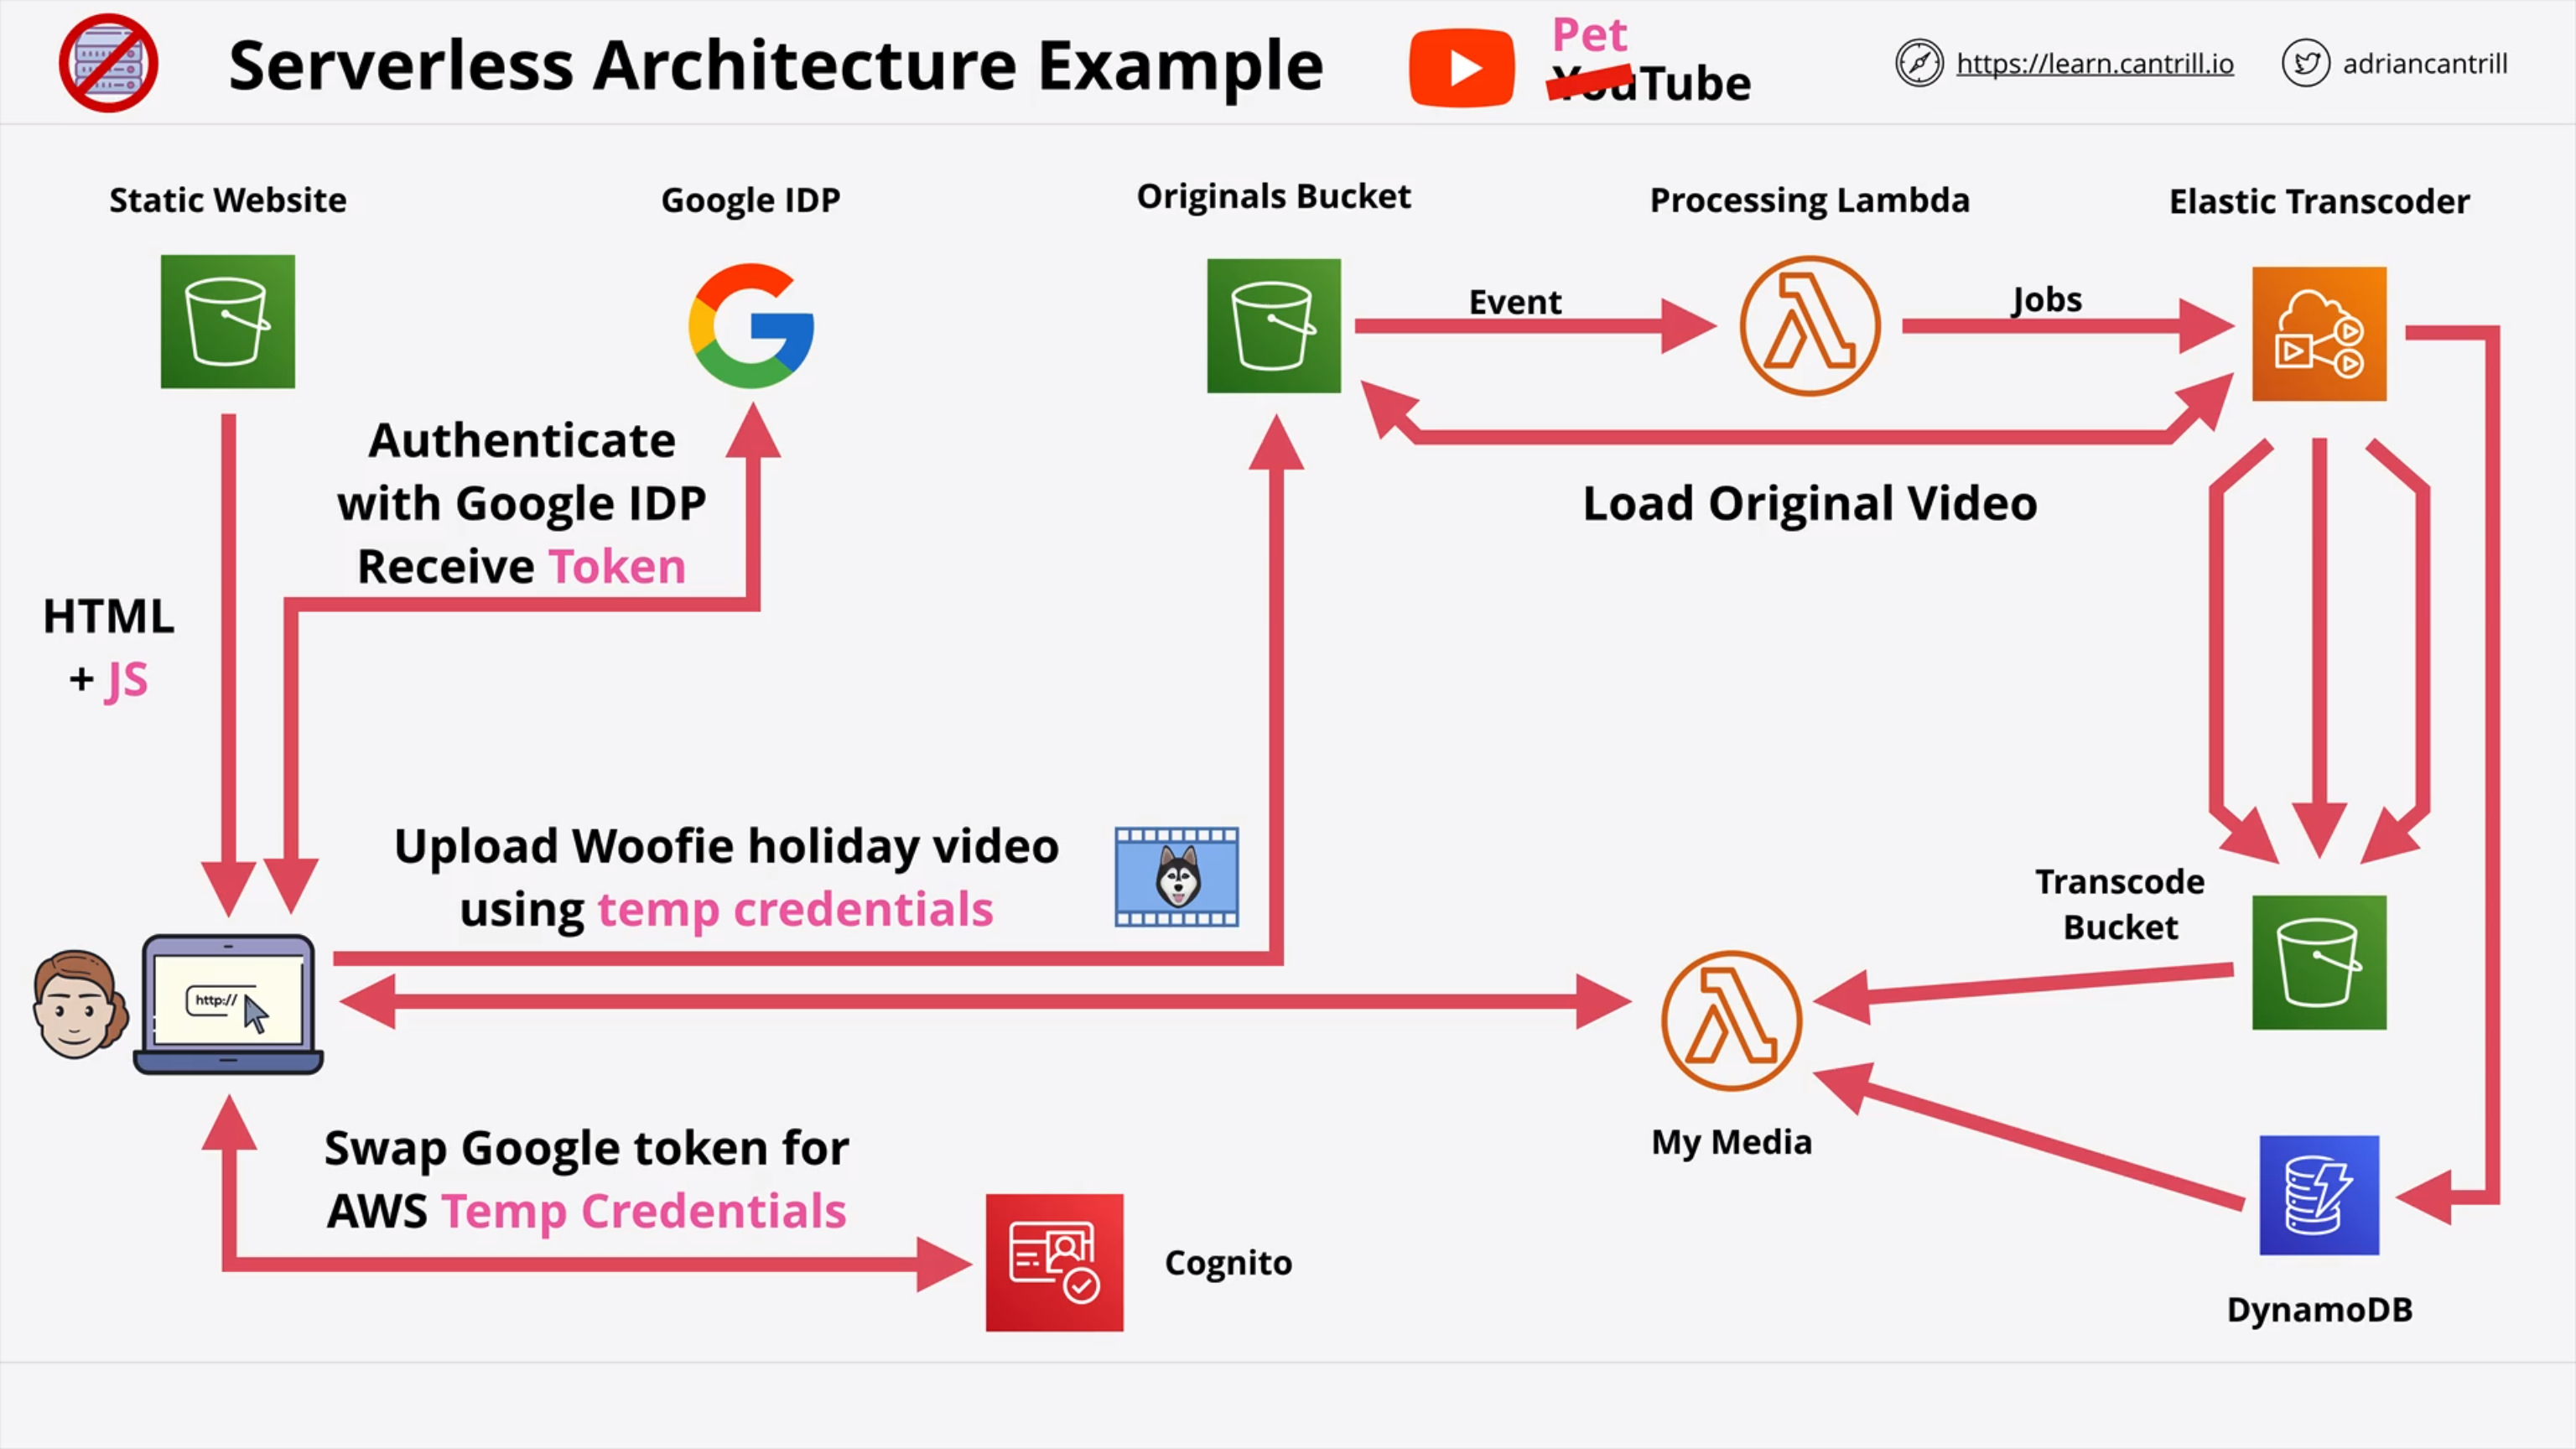 Serverless Architecture Example
Pet
YouTube
https://learn.cantrill.io
adriancantrill
Static Website
Google IDP
Originals Bucket
Processing Lambda
Elastic Transcoder
Event
Jobs
Authenticate
with Google IDP
Receive Token
Load Original Video
HTML
+ JS
Upload Woofie holiday video
using temp credentials
Transcode
Bucket
http://
My Media
Swap Google token for
AWS Temp Credentials
Cognito
DynamoDB